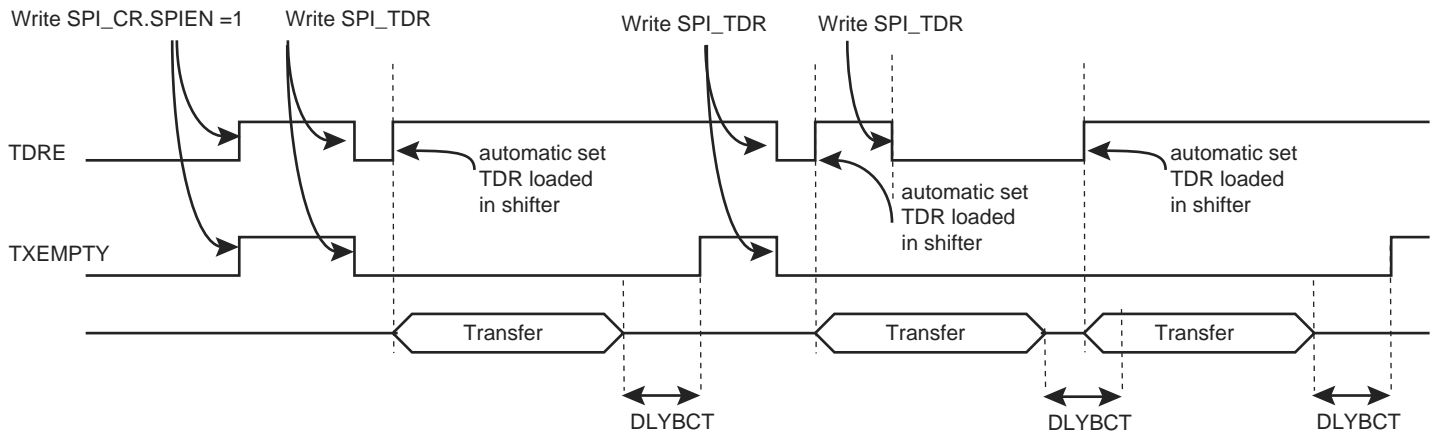 Write SPI_CR.SPIEN =1
Write SPI_TDR
Write SPI_TDR
Write SPI_TDR
TDRE
automatic set
TDR loaded
in shifter
automatic set
TDR loaded
in shifter
automatic set
TDR loaded
in shifter
TXEMPTY
Transfer
Transfer
Transfer
DLYBCT
DLYBCT
DLYBCT